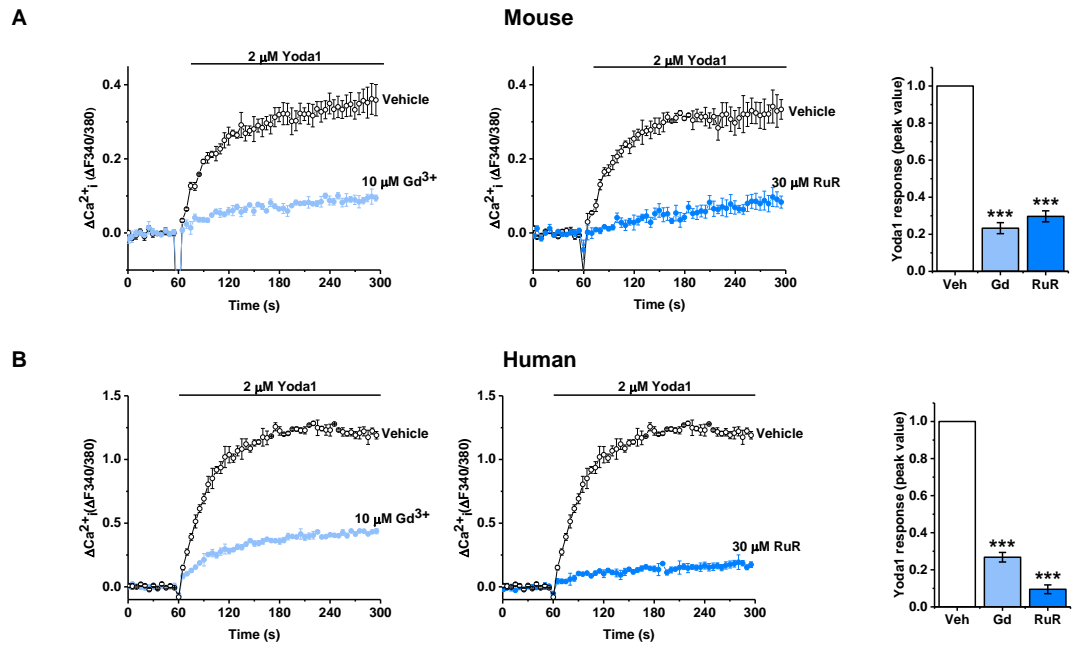 A
Mouse
2 μM Yoda1
0.4
0.2
0.0
ΔCa²⁺i (ΔF340/380)
Vehicle
10 μM Gd³⁺
0 60 120 180 240 300
Time (s)
2 μM Yoda1
0.4
0.2
0.0
ΔCa²⁺i (ΔF340/380)
Vehicle
30 μM RuR
0 60 120 180 240 300
Time (s)
Yoda1 response (peak value)
1.0
0.8
0.6
0.4
0.2
0.0
*** ***
Veh Gd RuR
B
Human
2 μM Yoda1
1.5
1.0
0.5
0.0
ΔCa²⁺i(ΔF340/380)
Vehicle
10 μM Gd³⁺
0 60 120 180 240 300
Time (s)
2 μM Yoda1
1.5
1.0
0.5
0.0
ΔCa²⁺i(ΔF340/380)
Vehicle
30 μM RuR
0 60 120 180 240 300
Time (s)
Yoda1 response (peak value)
1.0
0.8
0.6
0.4
0.2
0.0
*** ***
Veh Gd RuR